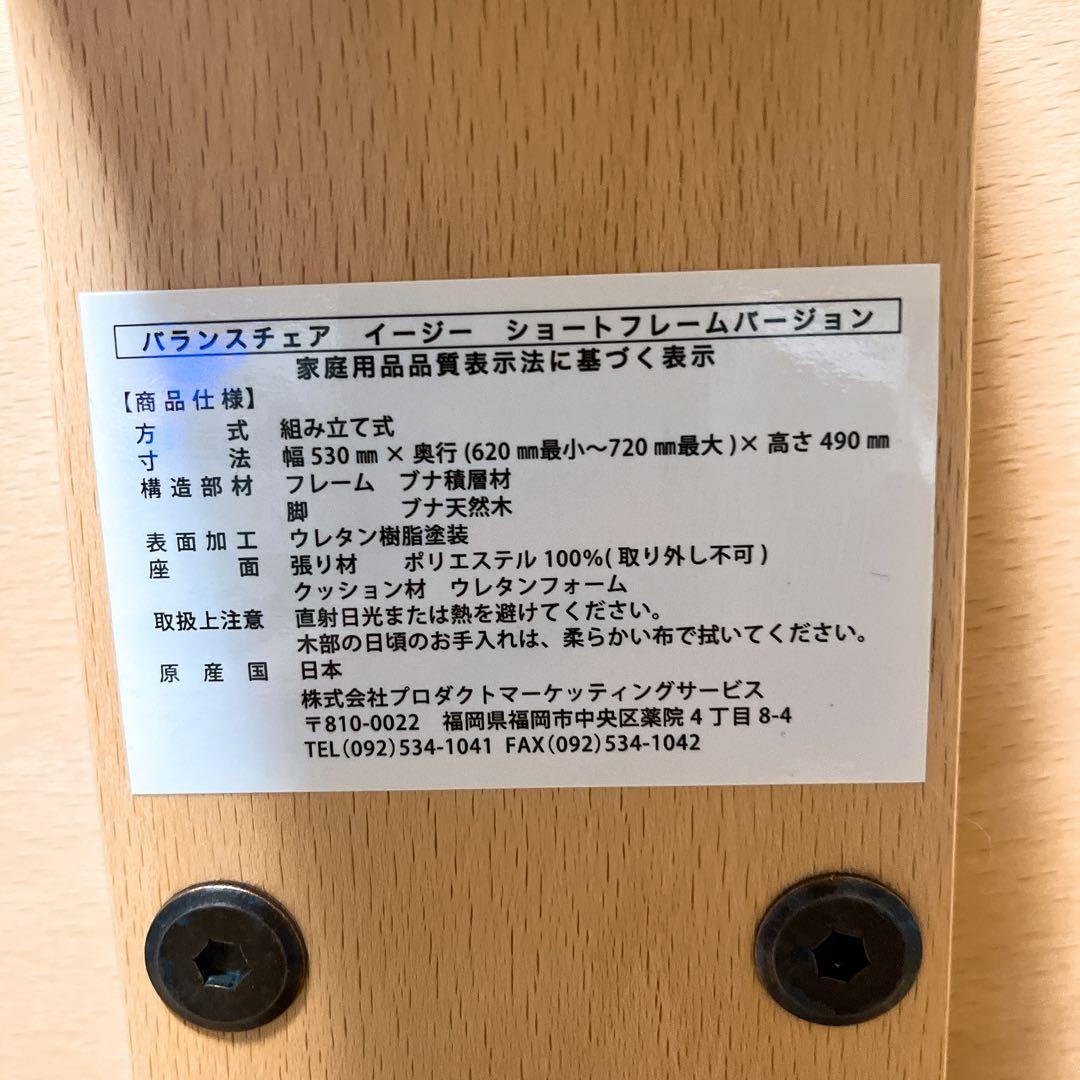 バランスチェア　イージー　ショートフレームバージョン
家庭用品品質表示法に基づく表示
【商品仕様】
方　　式　組み立て式
寸　　法　幅 530 ㎜ × 奥行 (620 ㎜最小～720 ㎜最大 )× 高さ 490 ㎜
構造部材　フレーム　ブナ積層材
脚　　ブナ天然木
表面加工　ウレタン樹脂塗装
座　　面　張り材　ポリエステル 100%( 取り外し不可 )
クッション材　ウレタンフォーム
取扱上注意　直射日光または熱を避けてください。
木部の日頃のお手入れは、柔らかい布で拭いてください。
原産国　日本
株式会社プロダクトマーケッティングサービス
〒810-0022　福岡県福岡市中央区薬院 4 丁目 8-4
TEL(092)534-1041 FAX(092)534-1042